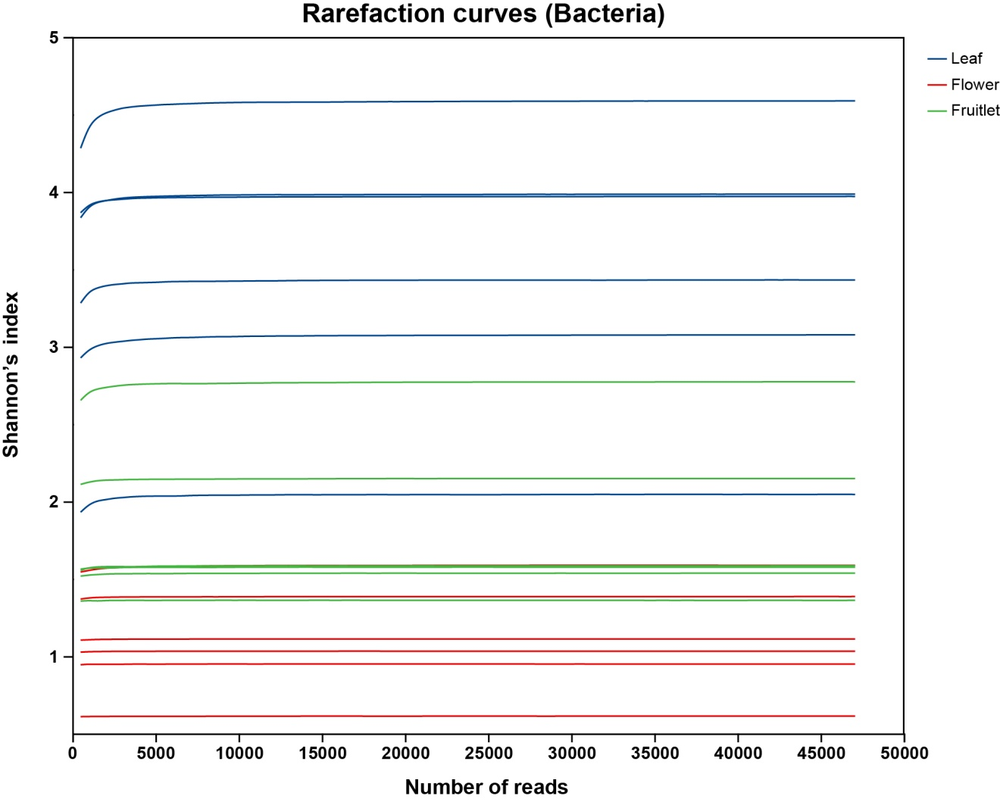 Rarefaction curves (Bacteria)
5
4
3
2
1
Shannon’s index
0 5000 10000 15000 20000 25000 30000 35000 40000 45000 50000
Number of reads
Leaf
Flower
Fruitlet